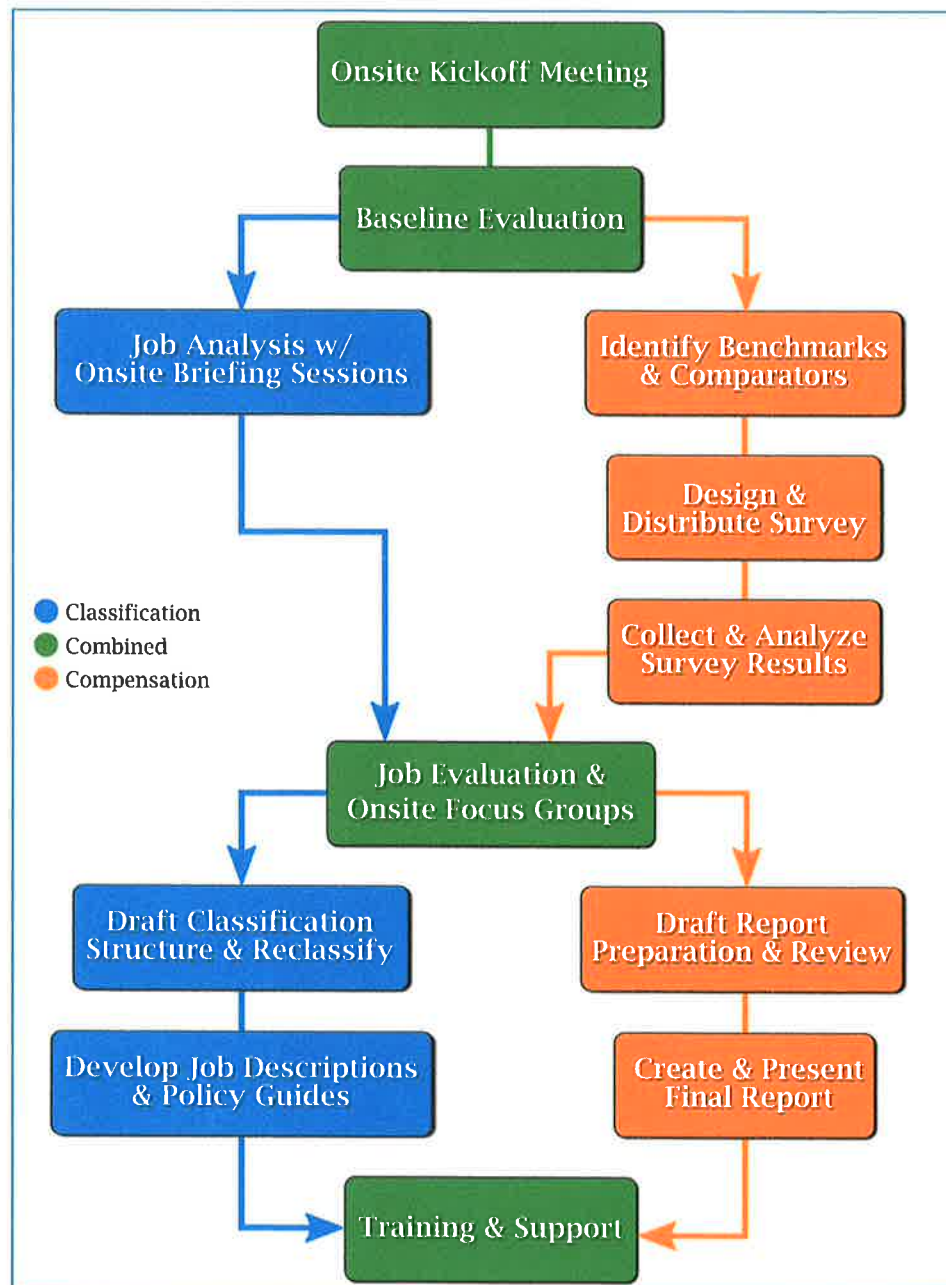 Onsite Kickoff Meeting
Baseline Evaluation
Job Analysis w/
Onsite Briefing Sessions
Identify Benchmarks
& Comparators
Design &
Distribute Survey
Classification
Combined
Compensation
Collect & Analyze
Survey Results
Job Evaluation &
Onsite Focus Groups
Draft Classification
Structure & Reclassify
Draft Report
Preparation & Review
Develop Job Descriptions
& Policy Guides
Create & Present
Final Report
Training & Support